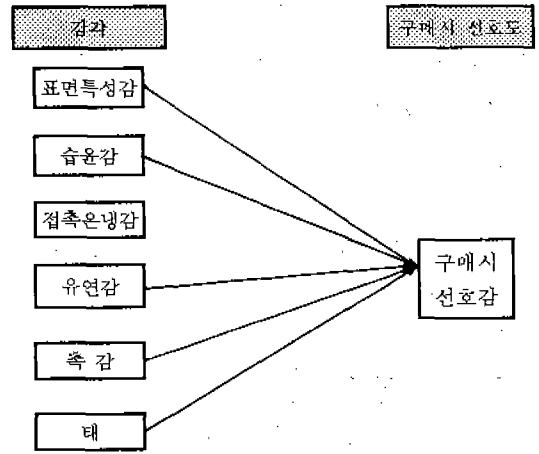 감각
구매시 선호도
표면특성감
습윤감
접촉온냉감
유연감
촉 감
태
구매시
선호감